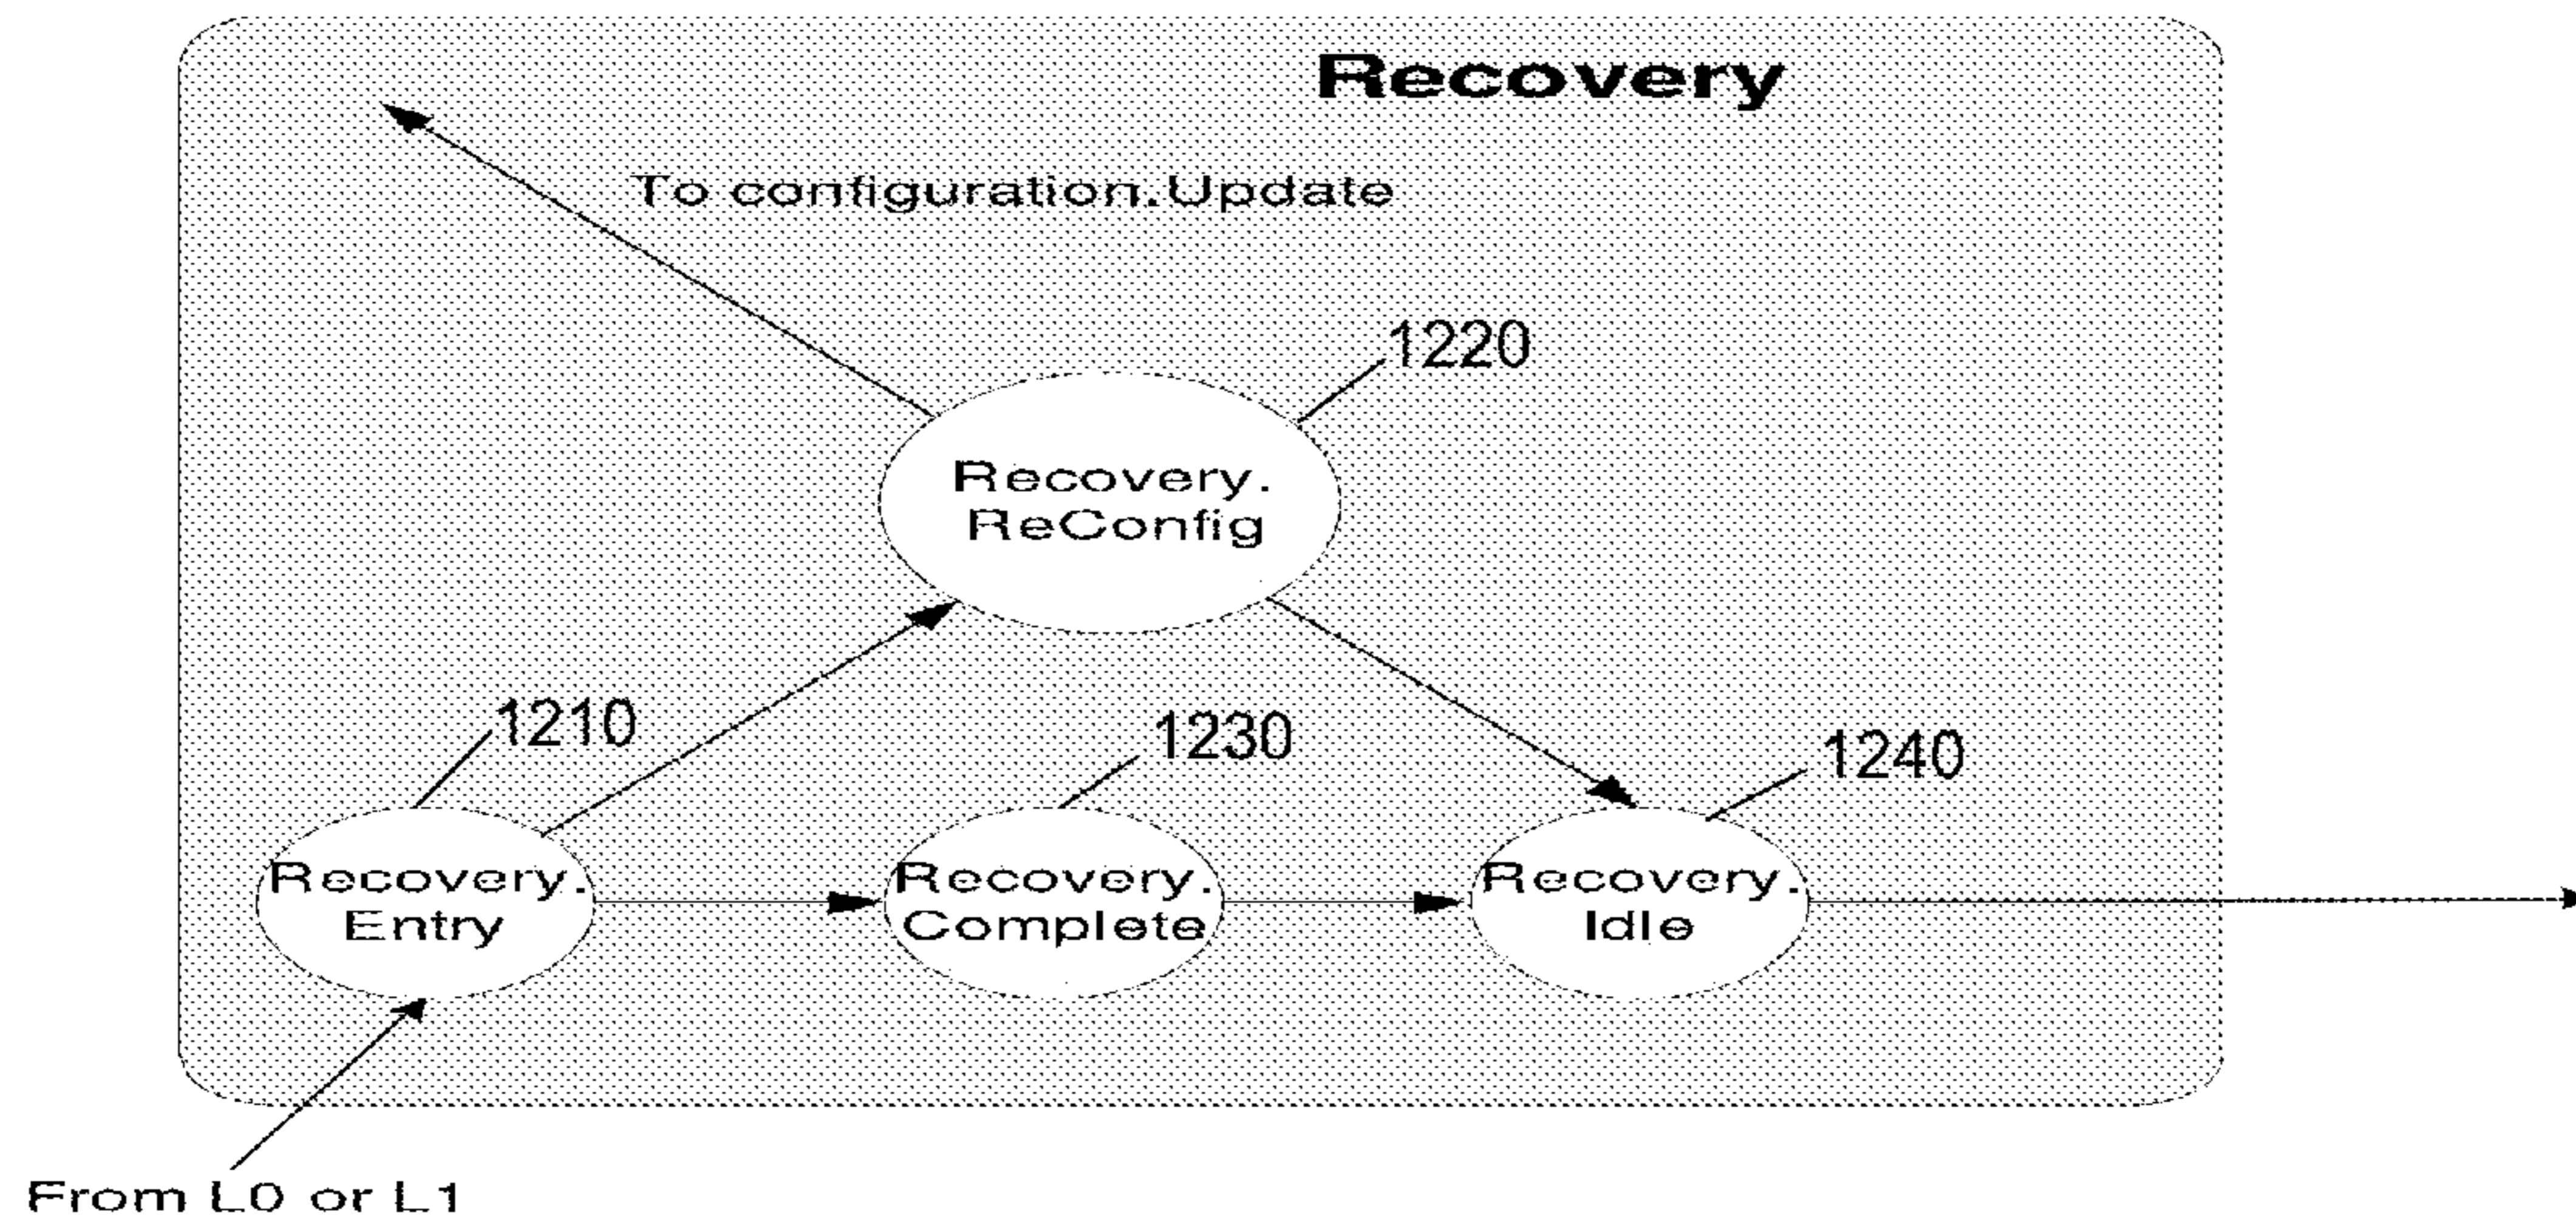 Recovery
To configuration.Update
1220
Recovery.
ReConfig
1210
1230
1240
Recovery.
Entry
Recovery.
Complete
Recovery.
Idle
From L0 or L1